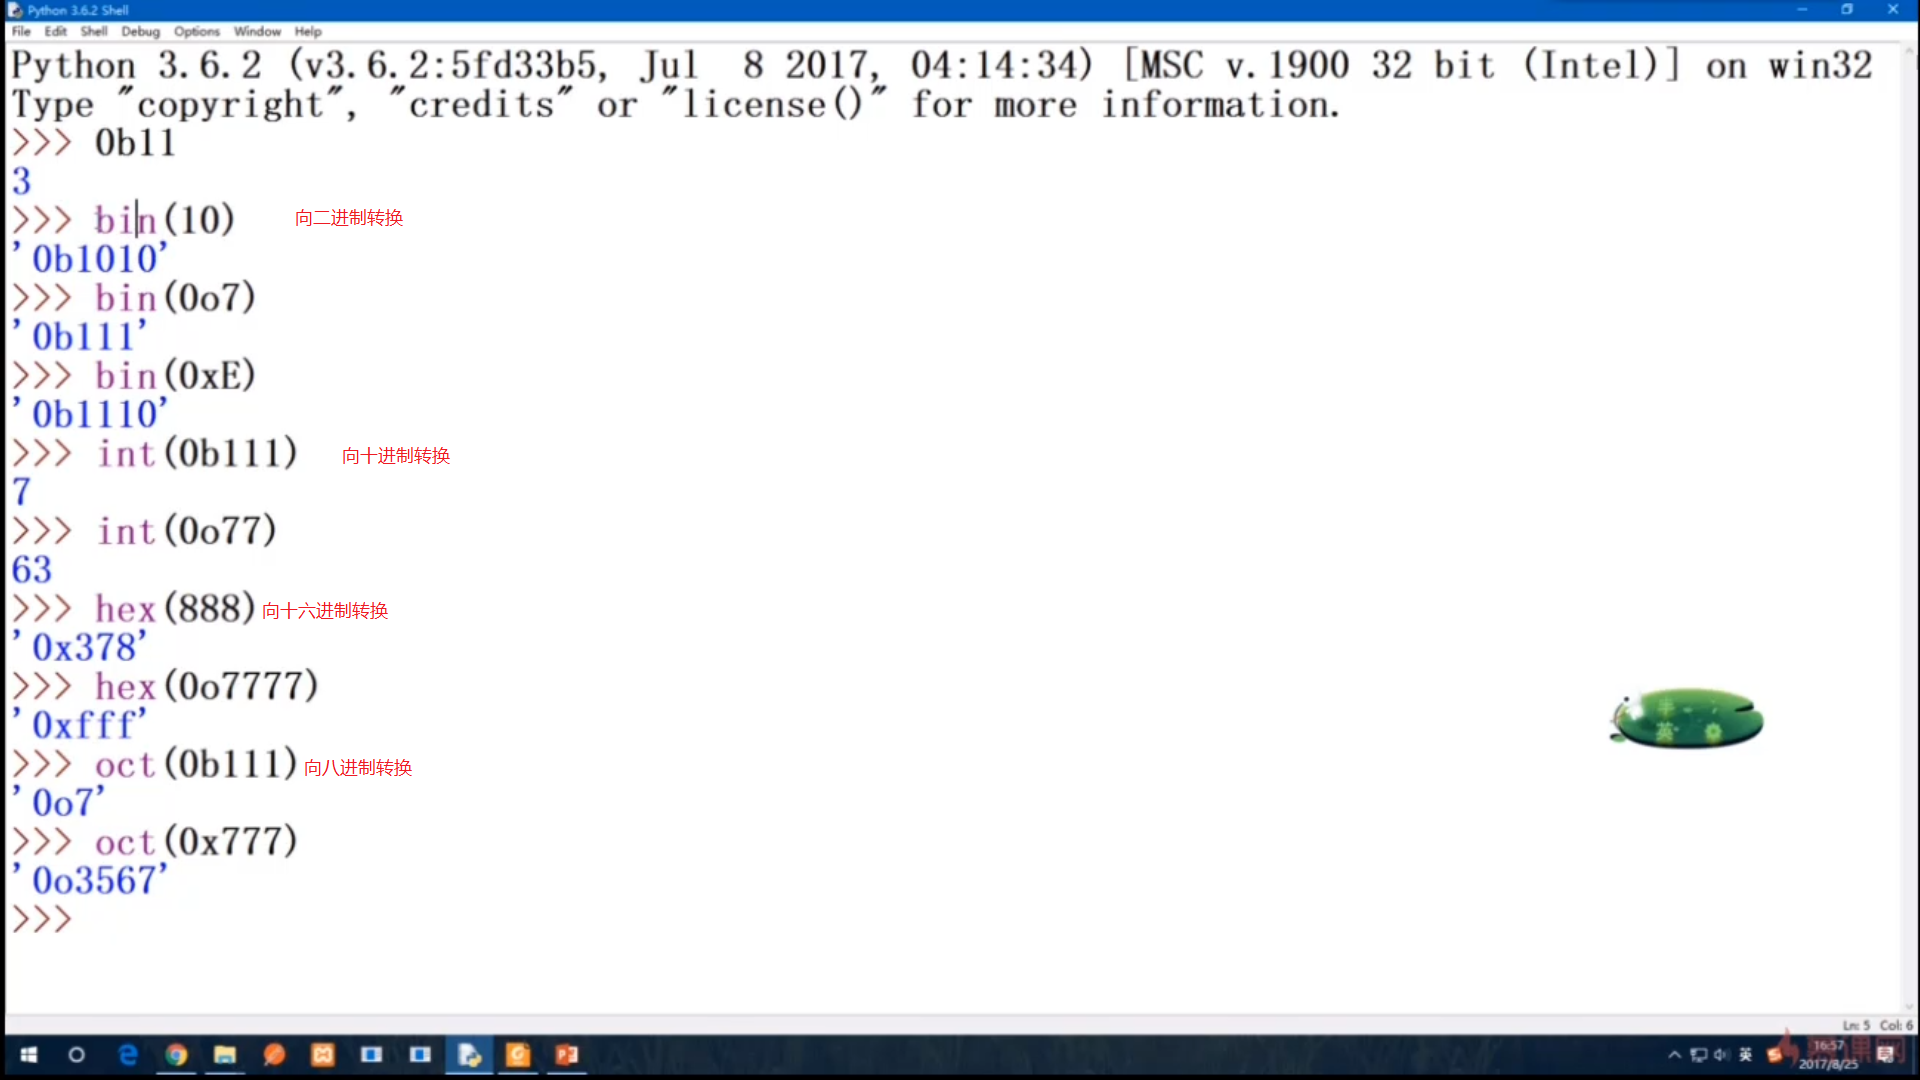 Python 3.6.2 Shell
File Edit Shell Debug Options Window Help
Python 3.6.2 (v3.6.2:5fd33b5, Jul  8 2017, 04:14:34) [MSC v.1900 32 bit (Intel)] on win32
Type "copyright", "credits" or "license()" for more information.
>>> 0b11
3
>>> bin(10) 向二进制转换
'0b1010'
>>> bin(0o7)
'0b111'
>>> bin(0xE)
'0b1110'
>>> int(0b111) 向十进制转换
7
>>> int(0o77)
63
>>> hex(888) 向十六进制转换
'0x378'
>>> hex(0o7777)
'0xfff'
>>> oct(0b111) 向八进制转换
'0o7'
>>> oct(0x777)
'0o3567'
>>>
英
Ln: 5 Col: 6
英 16:57
2017/8/25